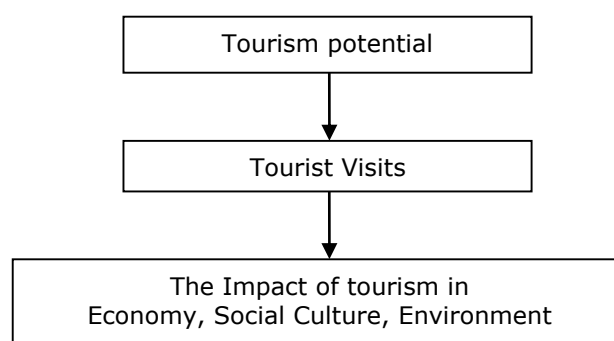 Tourism potential
Tourist Visits
The Impact of tourism in
Economy, Social Culture, Environment